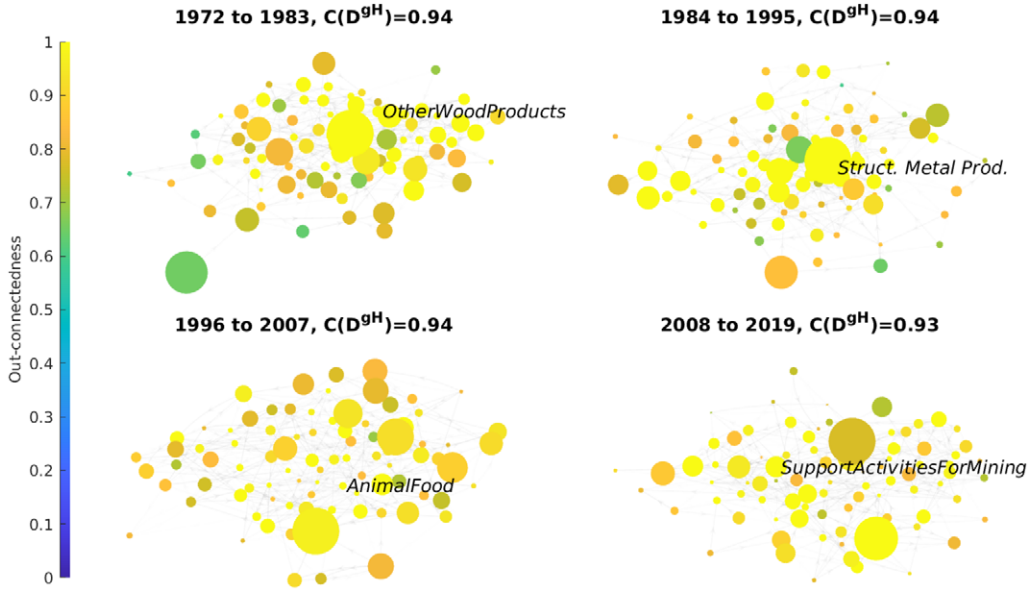 1972 to 1983, C(D^gH)=0.94
1984 to 1995, C(D^gH)=0.94
OtherWoodProducts
Struct. Metal Prod.
Out-connectedness
1
0.9
0.8
0.7
0.6
0.5
0.4
0.3
0.2
0.1
0
1996 to 2007, C(D^gH)=0.94
2008 to 2019, C(D^gH)=0.93
AnimalFood
SupportActivitiesForMining